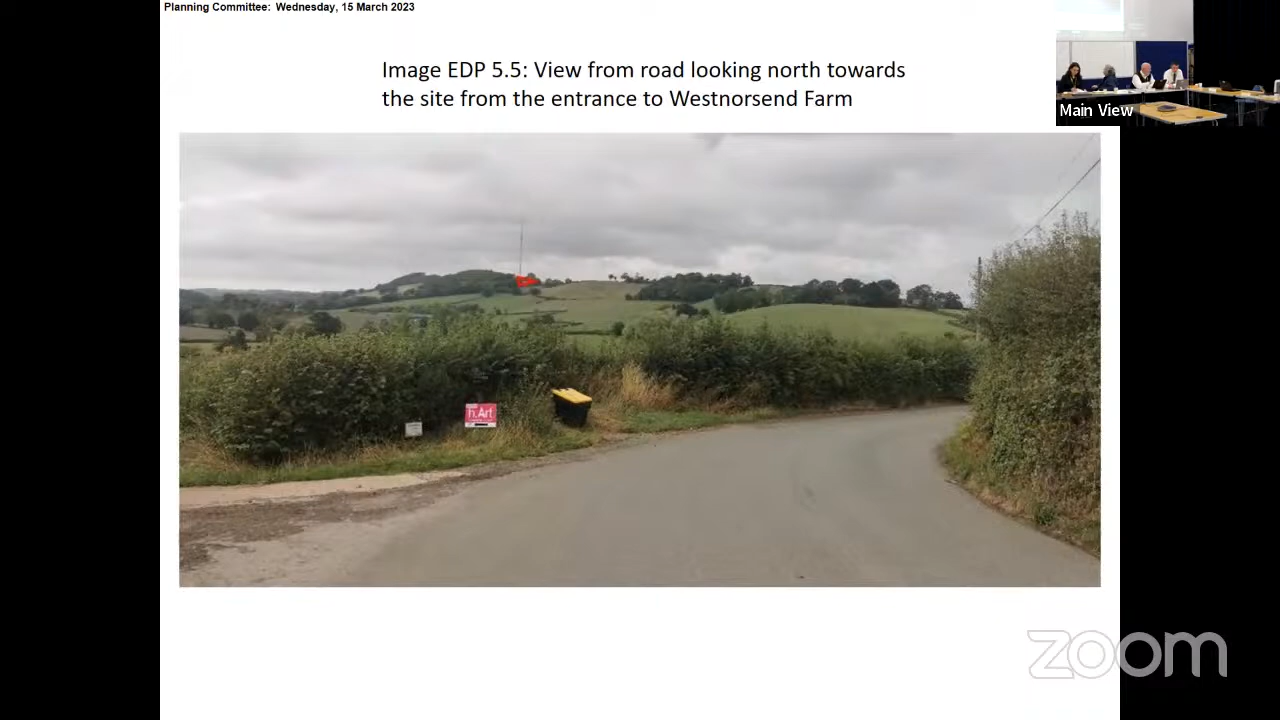 Planning Committee: Wednesday, 15 March 2023
Image EDP 5.5: View from road looking north towards
the site from the entrance to Westnorsend Farm
Main View
h.Art
zoom